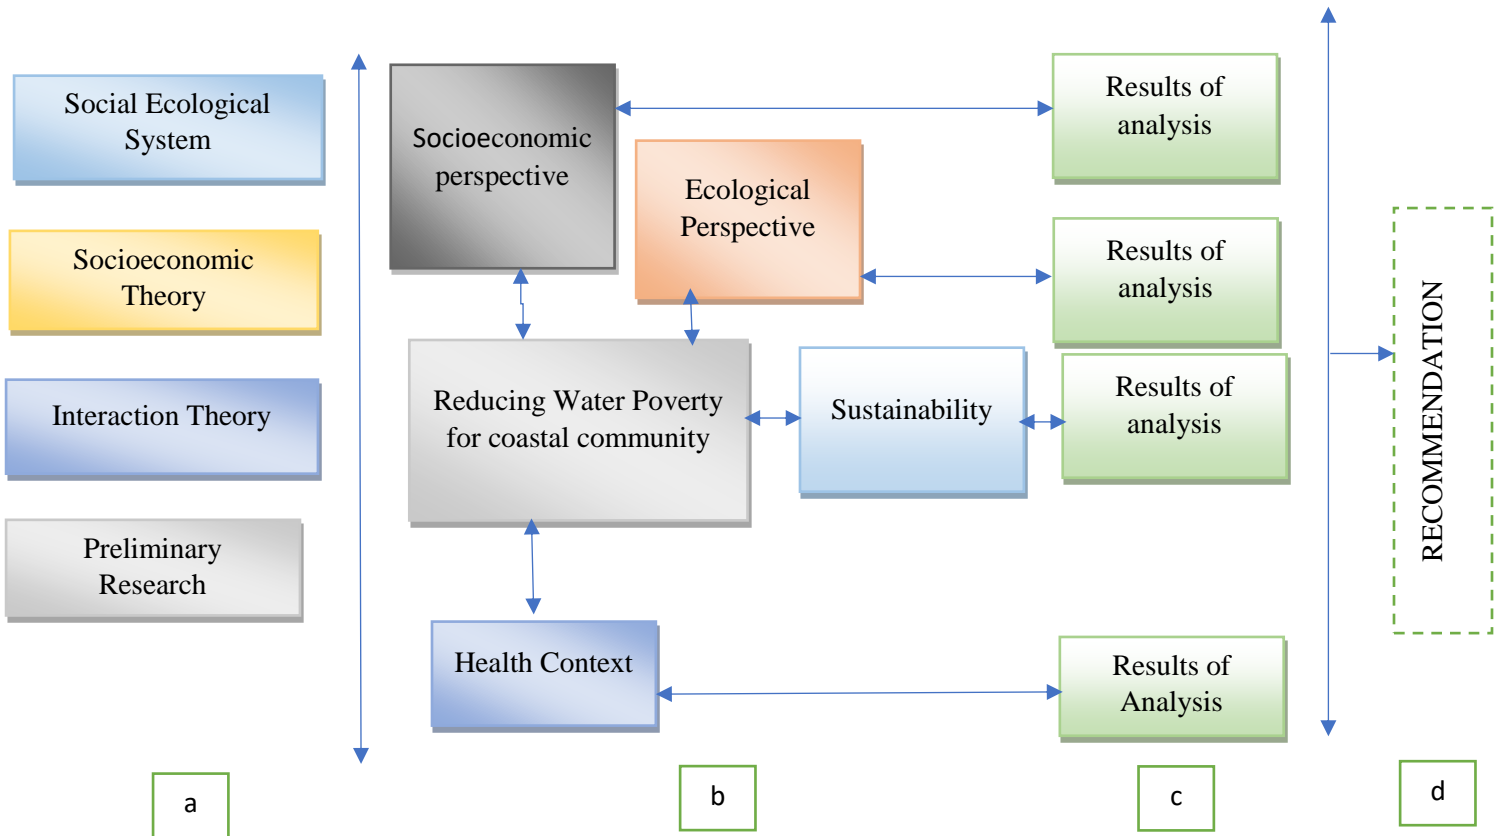 Social Ecological
System
Socioeconomic
Theory
Interaction Theory
Preliminary
Research
Socioeconomic
perspective
Ecological
Perspective
Reducing Water Poverty
for coastal community
Sustainability
Health Context
Results of
analysis
Results of
analysis
Results of
analysis
Results of
Analysis
RECOMMENDATION
a
b
c
d